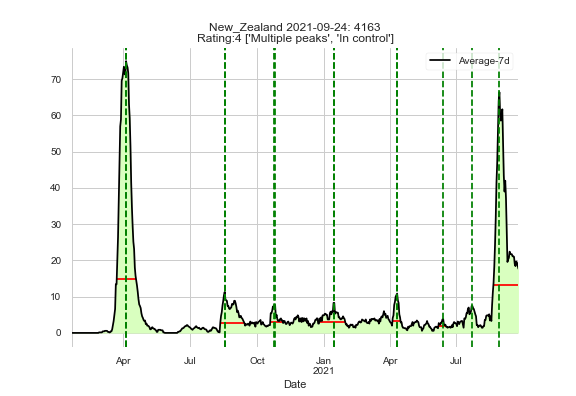 New_Zealand 2021-09-24: 4163
Rating:4 ['Multiple peaks', 'In control']
Average-7d
70
60
50
40
30
20
10
0
Apr Jul Oct Jan Apr Jul
2021
Date